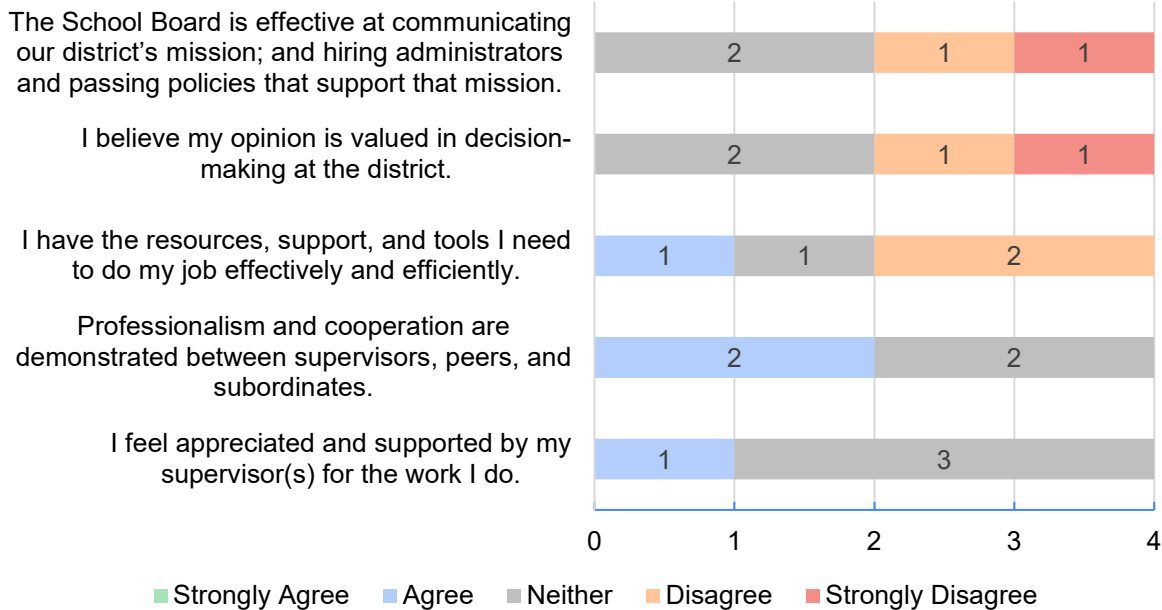 The School Board is effective at communicating
our district’s mission; and hiring administrators
and passing policies that support that mission.
2 1 1
I believe my opinion is valued in decision-
making at the district.
2 1 1
I have the resources, support, and tools I need
to do my job effectively and efficiently.
1 1 2
Professionalism and cooperation are
demonstrated between supervisors, peers, and
subordinates.
2 2
I feel appreciated and supported by my
supervisor(s) for the work I do.
1 3
0 1 2 3 4
Strongly Agree Agree Neither Disagree Strongly Disagree